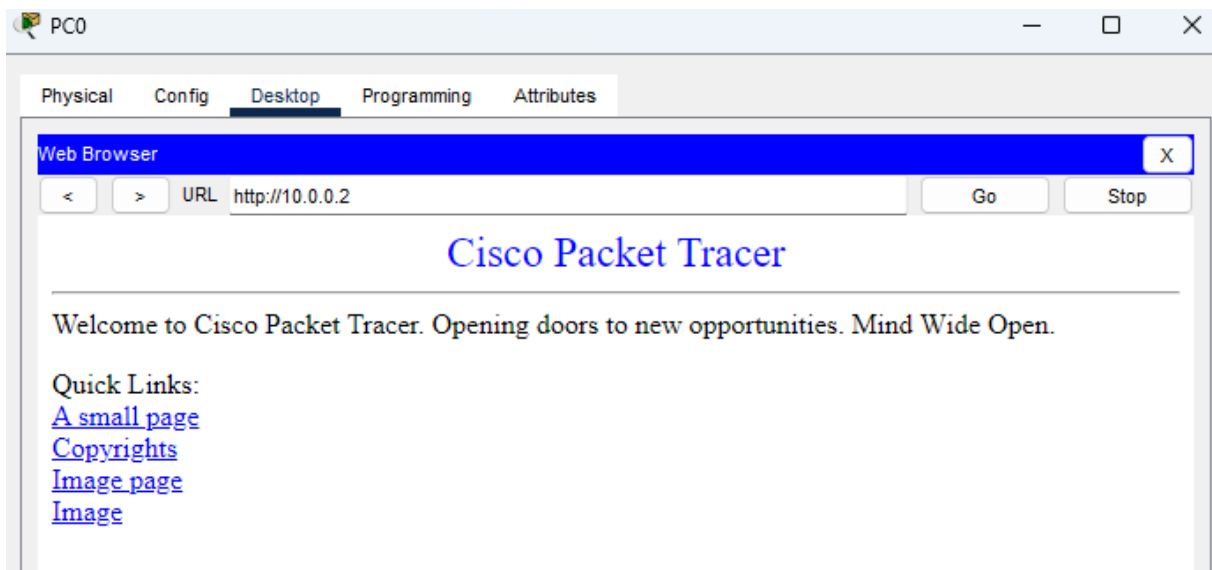 PC0
Physical Config Desktop Programming Attributes
Web Browser X
< > URL http://10.0.0.2 Go Stop
Cisco Packet Tracer
Welcome to Cisco Packet Tracer. Opening doors to new opportunities. Mind Wide Open.
Quick Links:
A small page
Copyrights
Image page
Image